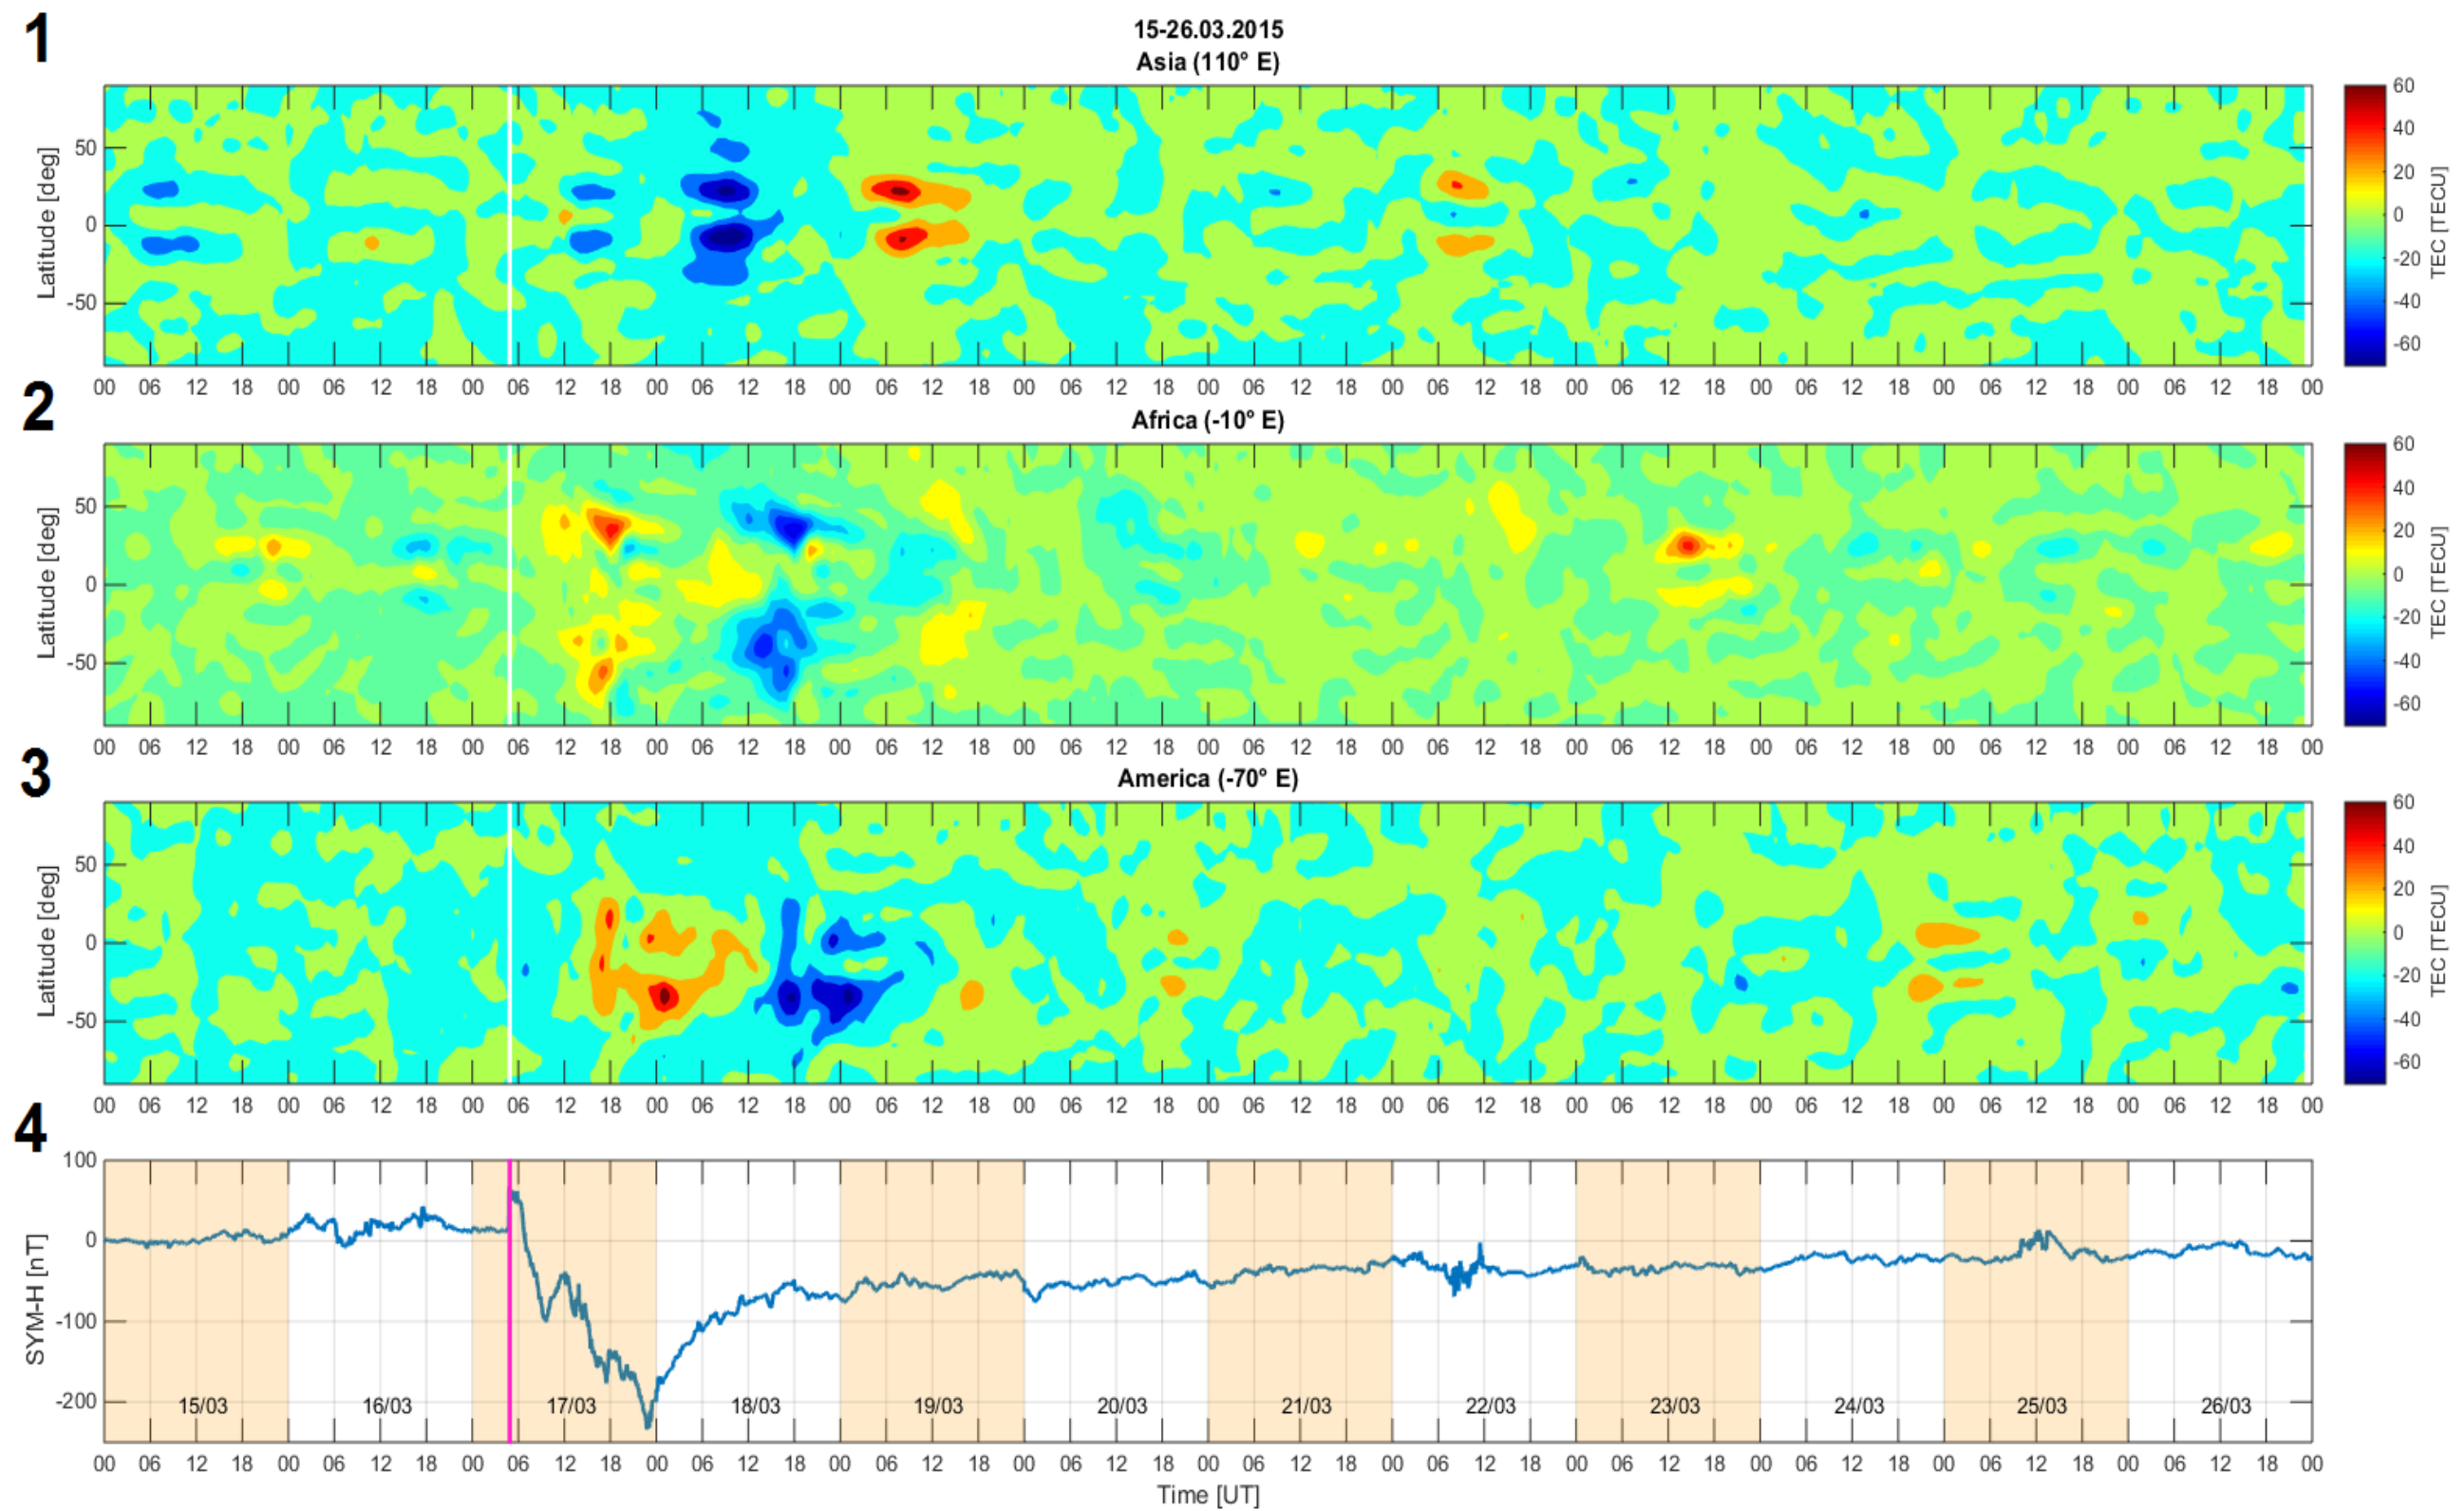 1
15-26.03.2015
Asia (110° E)
50
0
-50
Latitude [deg]
60
40
20
0
-20
-40
-60
TEC [TECU]
00 06 12 18 00 06 12 18 00 06 12 18 00 06 12 18 00 06 12 18 00 06 12 18 00 06 12 18 00 06 12 18 00 06 12 18 00 06 12 18 00 06 12 18 00 06 12 18 00
2
Africa (-10° E)
50
0
-50
Latitude [deg]
60
40
20
0
-20
-40
-60
TEC [TECU]
00 06 12 18 00 06 12 18 00 06 12 18 00 06 12 18 00 06 12 18 00 06 12 18 00 06 12 18 00 06 12 18 00 06 12 18 00 06 12 18 00 06 12 18 00 06 12 18 00
3
America (-70° E)
50
0
-50
Latitude [deg]
60
40
20
0
-20
-40
-60
TEC [TECU]
00 06 12 18 00 06 12 18 00 06 12 18 00 06 12 18 00 06 12 18 00 06 12 18 00 06 12 18 00 06 12 18 00 06 12 18 00 06 12 18 00 06 12 18 00 06 12 18 00
4
100
0
-100
-200
SYM-H [nT]
15/03 16/03 17/03 18/03 19/03 20/03 21/03 22/03 23/03 24/03 25/03 26/03
00 06 12 18 00 06 12 18 00 06 12 18 00 06 12 18 00 06 12 18 00 06 12 18 00 06 12 18 00 06 12 18 00 06 12 18 00 06 12 18 00 06 12 18 00 06 12 18 00
Time [UT]